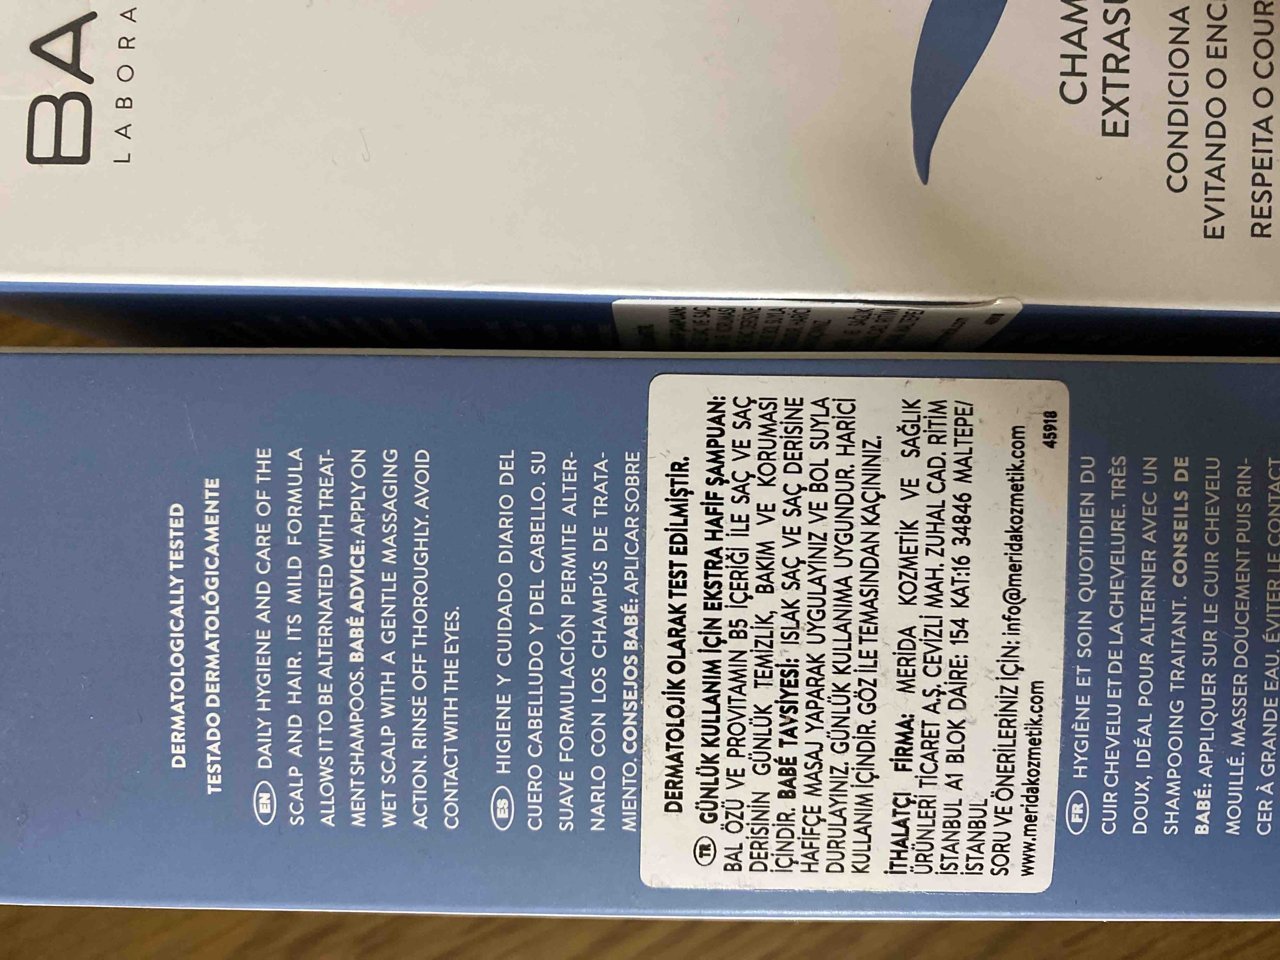 BA
LABORA
CHAM
EXTRASU
CONDICIONA
EVITANDO O ENC
RESPEITA O COUR
DERMATOLOGICALLY TESTED
TESTADO DERMATOLÓGICAMENTE
EN DAILY HYGIENE AND CARE OF THE
SCALP AND HAIR. ITS MILD FORMULA
ALLOWS IT TO BE ALTERNATED WITH TREAT-
MENT SHAMPOOS. BABÉ ADVICE: APPLY ON
WET SCALP WITH A GENTLE MASSAGING
ACTION. RINSE OFF THOROUGHLY. AVOID
CONTACT WITH THE EYES.
ES HIGIENE Y CUIDADO DIARIO DEL
CUERO CABELLUDO Y DEL CABELLO. SU
SUAVE FORMULACIÓN PERMITE ALTER-
NARLO CON LOS CHAMPÚS DE TRATA-
MIENTO. CONSEJOS BABÉ: APLICAR SOBRE
DERMATOLOJİK OLARAK TEST EDİLMİŞTİR.
TR GÜNLÜK KULLANIM İÇİN EKSTRA HAFİF ŞAMPUAN:
BAL ÖZÜ VE PROVITAMIN B5 İÇERİĞİ İLE SAÇ VE SAÇ
DERİSİNİN GÜNLÜK TEMİZLİK, BAKIM VE KORUMASI
İÇİNDİR. BABÉ TAVSİYESİ: ISLAK SAÇ VE SAÇ DERİSİNE
HAFİFÇE MASAJ YAPARAK UYGULAYINIZ VE BOL SUYLA
DURULAYINIZ. GÜNLÜK KULLANIMA UYGUNDUR. HARİCİ
KULLANIM İÇİNDİR. GÖZ İLE TEMASINDAN KAÇININIZ.
İTHALATÇI FİRMA: MERİDA KOZMETİK VE SAĞLIK
ÜRÜNLERİ TİCARET A.Ş. CEVİZLİ MAH. ZUHAL CAD. RİTİM
İSTANBUL A1 BLOK DAİRE: 154 KAT:16 34846 MALTEPE/
İSTANBUL
SORU VE ÖNERİLERİNİZ İÇİN: info@meridakozmetik.com
www.meridakozmetik.com
45918
FR HYGIÈNE ET SOIN QUOTIDIEN DU
CUIR CHEVELU ET DE LA CHEVELURE. TRÈS
DOUX, IDÉAL POUR ALTERNER AVEC UN
SHAMPOOING TRAITANT. CONSEILS DE
BABÉ: APPLIQUER SUR LE CUIR CHEVELU
MOUILLÉ. MASSER DOUCEMENT PUIS RIN-
CER À GRANDE EAU. ÉVITER LE CONTACT